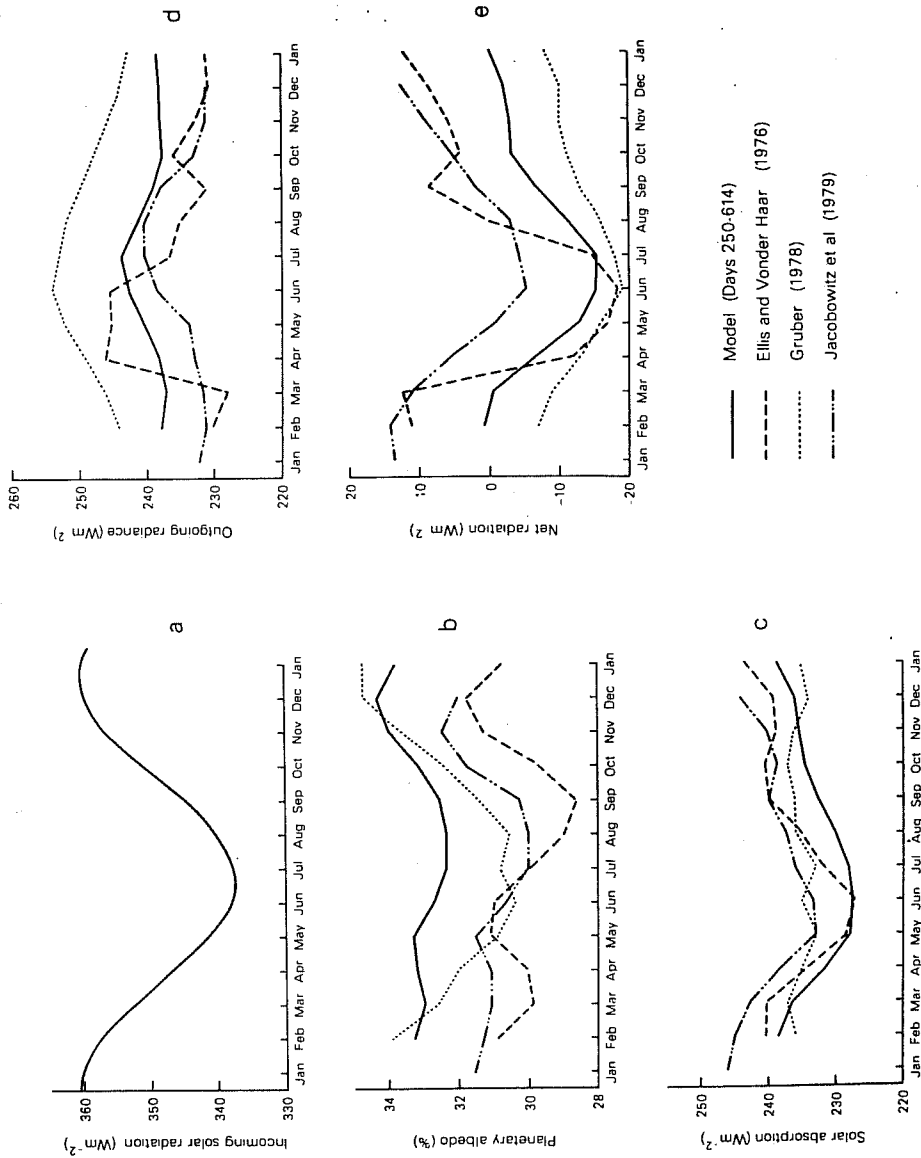 a
Incoming solar radiation (Wm⁻²)
360
350
340
330
Jan Feb Mar Apr May Jun Jul Aug Sep Oct Nov Dec Jan
b
Planetary albedo (%)
34
32
30
28
Jan Feb Mar Apr May Jun Jul Aug Sep Oct Nov Dec Jan
c
Solar absorption (Wm⁻²)
250
240
230
220
Jan Feb Mar Apr May Jun Jul Aug Sep Oct Nov Dec Jan
d
Outgoing radiance (Wm ²)
260
250
240
230
220
Jan Feb Mar Apr May Jun Jul Aug Sep Oct Nov Dec Jan
e
Net radiation (Wm ²)
20
10
0
-10
-20
Jan Feb Mar Apr May Jun Jul Aug Sep Oct Nov Dec Jan
Model (Days 250-614)
Ellis and Vonder Haar (1976)
Gruber (1978)
Jacobowitz et al (1979)